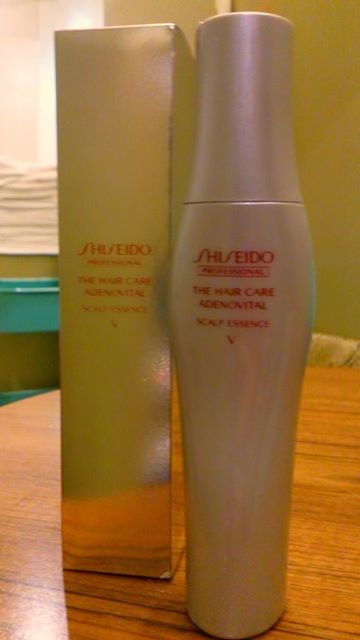 SHISEIDO
PROFESSIONAL
THE HAIR CARE
ADENOVITAL
SCALP ESSENCE
V
SHISEIDO
PROFESSIONAL
THE HAIR CARE
ADENOVITAL
SCALP ESSENCE
V